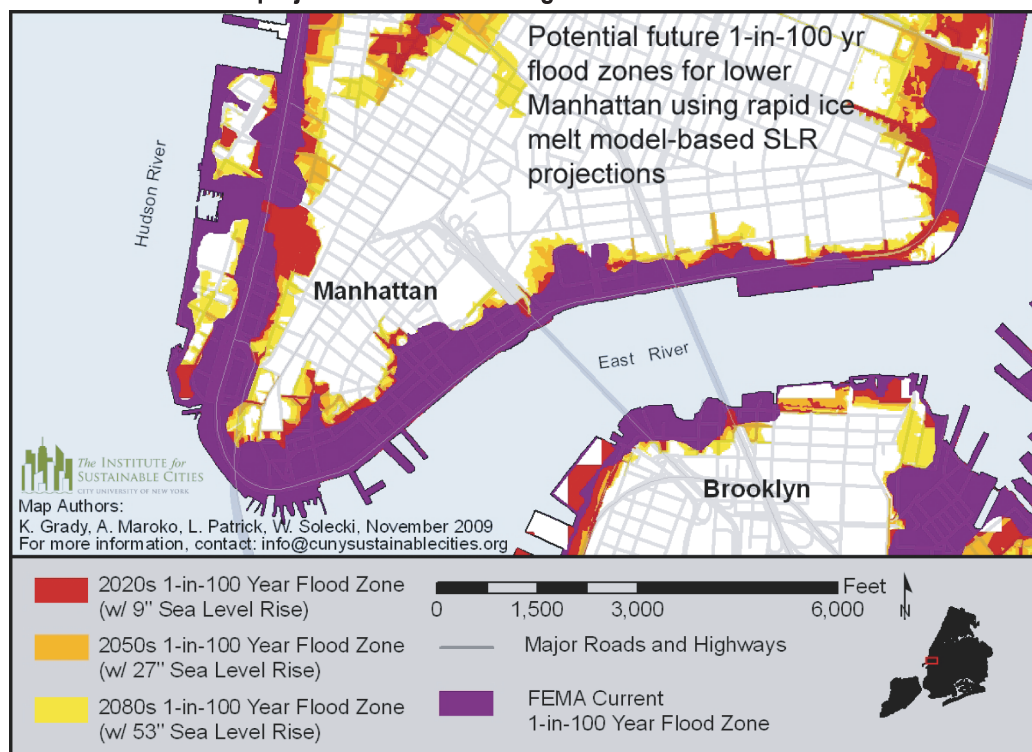 Potential future 1-in-100 yr
flood zones for lower
Manhattan using rapid ice
melt model-based SLR
projections
Hudson River
Manhattan
East River
Brooklyn
The INSTITUTE for
SUSTAINABLE CITIES
CITY UNIVERSITY OF NEW YORK
Map Authors:
K. Grady, A. Maroko, L. Patrick, W. Solecki, November 2009
For more information, contact: info@cunysustainablecities.org
2020s 1-in-100 Year Flood Zone
(w/ 9" Sea Level Rise)
2050s 1-in-100 Year Flood Zone
(w/ 27" Sea Level Rise)
2080s 1-in-100 Year Flood Zone
(w/ 53" Sea Level Rise)
Feet
0 1,500 3,000 6,000
N
Major Roads and Highways
FEMA Current
1-in-100 Year Flood Zone